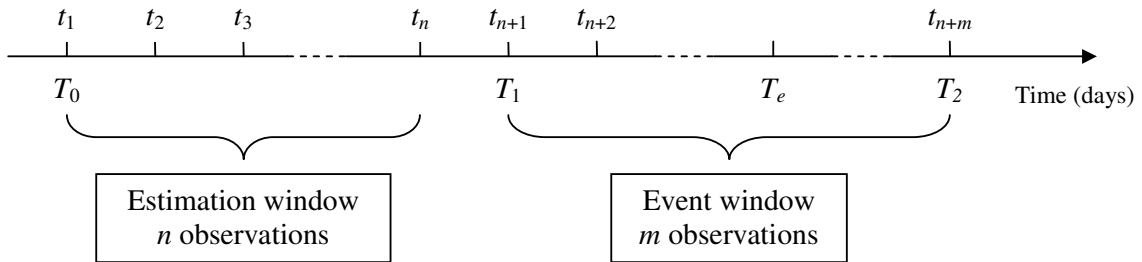 t₁ t₂ t₃ tₙ tₙ₊₁ tₙ₊₂ tₙ₊ₘ
T₀ T₁ Tₑ T₂ Time (days)
Estimation window Event window
n observations m observations